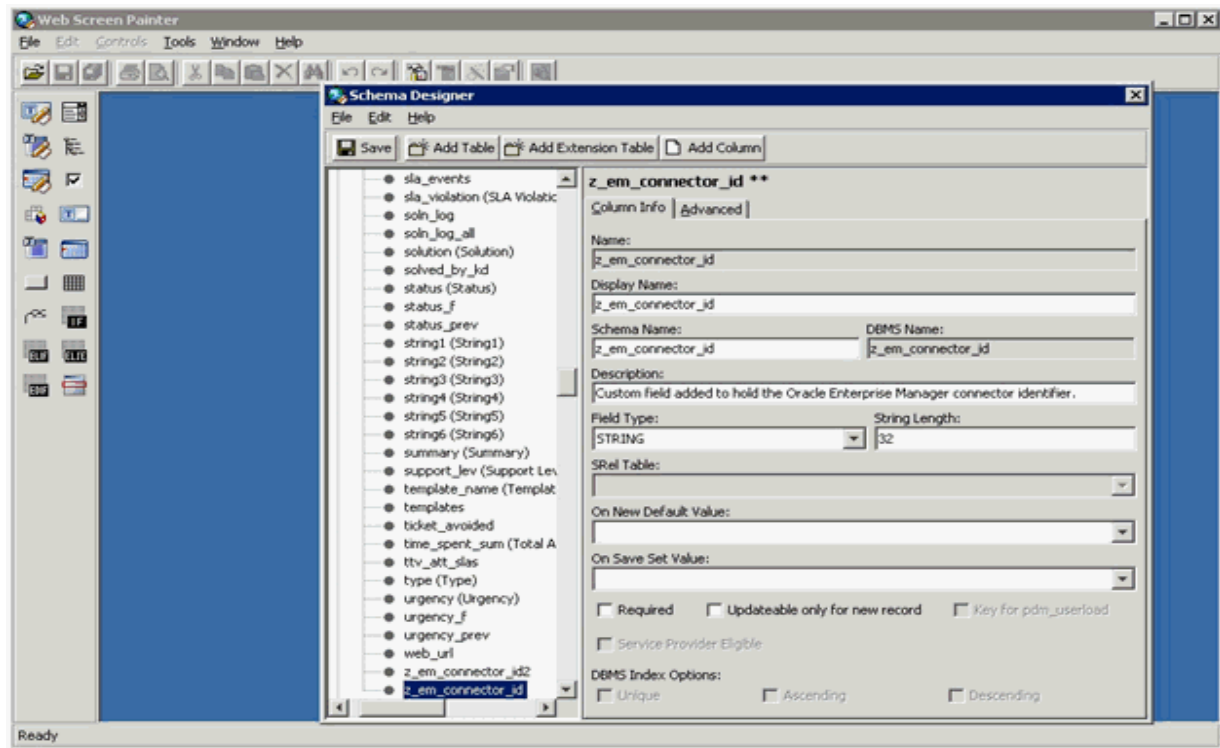 Web Screen Painter
File Edit Controls Tools Window Help
Schema Designer
File Edit Help
Save Add Table Add Extension Table Add Column
sla_events
sla_violation (SLA Violatic
soln_log
soln_log_all
solution (Solution)
solved_by_kd
status (Status)
status_f
status_prev
string1 (String1)
string2 (String2)
string3 (String3)
string4 (String4)
string5 (String5)
string6 (String6)
summary (Summary)
support_lev (Support Lev
template_name (Templat
templates
ticket_avoided
time_spent_sum (Total A
ttv_att_slas
type (Type)
urgency (Urgency)
urgency_f
urgency_prev
web_url
z_em_connector_id2
z_em_connector_id
z_em_connector_id **
Column Info Advanced
Name:
z_em_connector_id
Display Name:
z_em_connector_id
Schema Name: DBMS Name:
z_em_connector_id z_em_connector_id
Description:
Custom field added to hold the Oracle Enterprise Manager connector identifier.
Field Type: String Length:
STRING 32
SRel Table:
On New Default Value:
On Save Set Value:
Required Updateable only for new record Key for pdm_userload
Service Provider Eligible
DBMS Index Options:
Unique Ascending Descending
Ready